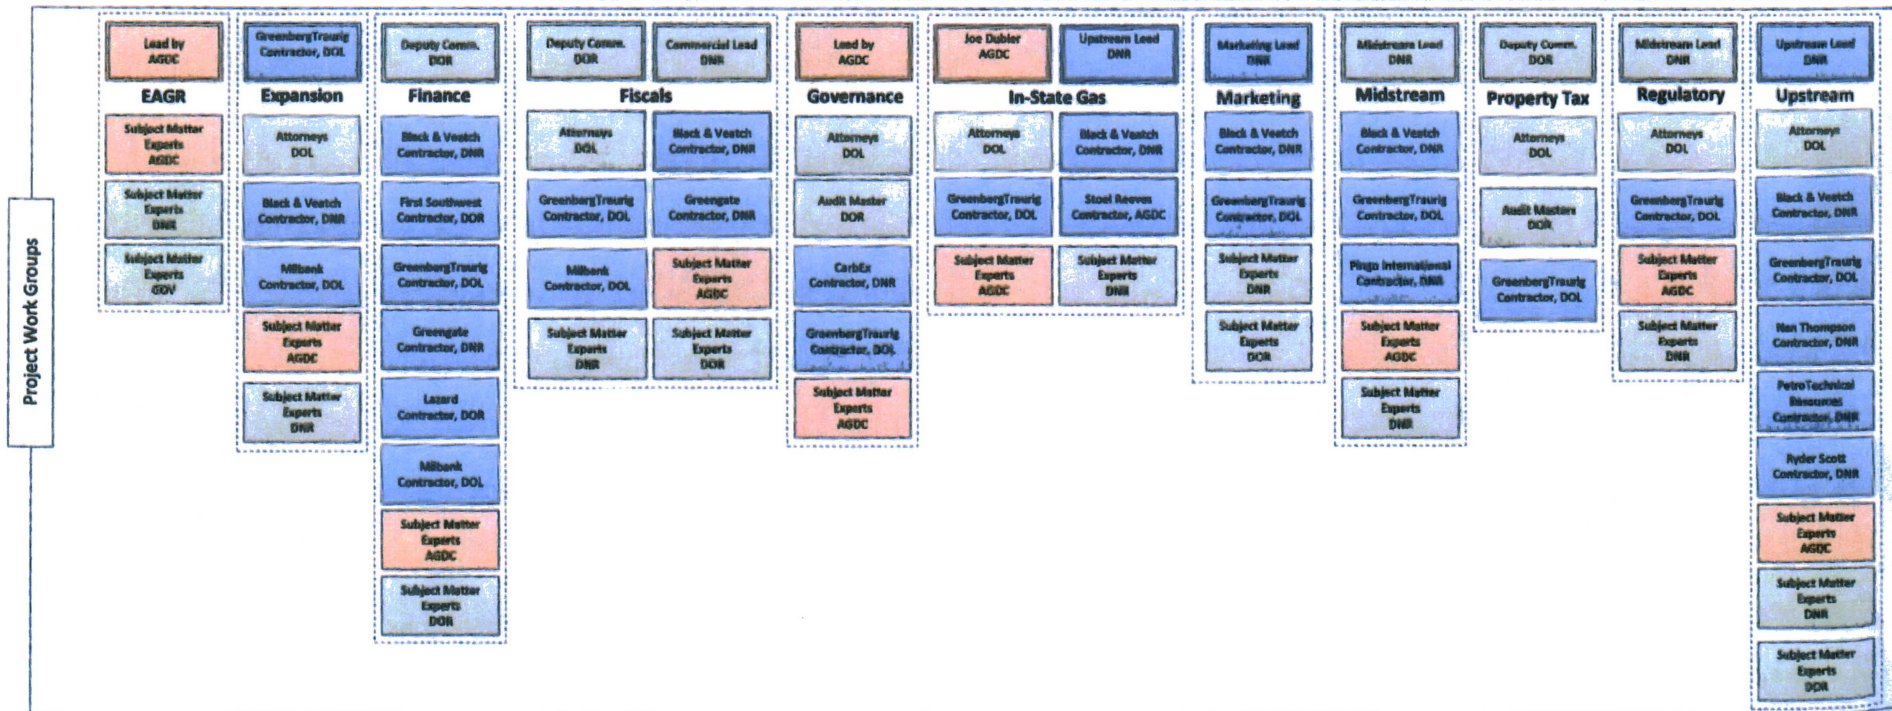 Project Work Groups
Lead by
AGDC
EAGR
Subject Matter
Experts
AGDC
Subject Matter
Experts
DNR
Subject Matter
Experts
GOV
GreenbergTraurig
Contractor, DOL
Expansion
Attorneys
DOL
Black & Veatch
Contractor, DNR
Milbank
Contractor, DOL
Subject Matter
Experts
AGDC
Subject Matter
Experts
DNR
Deputy Comm.
DOR
Finance
Black & Veatch
Contractor, DNR
First Southwest
Contractor, DOR
GreenbergTraurig
Contractor, DOL
Greengate
Contractor, DNR
Lazard
Contractor, DOR
Milbank
Contractor, DOL
Subject Matter
Experts
AGDC
Subject Matter
Experts
DOR
Deputy Comm.
DOR
Commercial Lead
DNR
Fiscals
Attorneys
DOL
Black & Veatch
Contractor, DNR
GreenbergTraurig
Contractor, DOL
Greengate
Contractor, DNR
Milbank
Contractor, DOL
Subject Matter
Experts
AGDC
Subject Matter
Experts
DNR
Subject Matter
Experts
DOR
Lead by
AGDC
Governance
Attorneys
DOL
Audit Master
DOR
CarbEx
Contractor, DNR
GreenbergTraurig
Contractor, DOL
Subject Matter
Experts
AGDC
Joe Dubler
AGDC
Upstream Lead
DNR
In-State Gas
Attorneys
DOL
Black & Veatch
Contractor, DNR
GreenbergTraurig
Contractor, DOL
Stoel Reeves
Contractor, AGDC
Subject Matter
Experts
AGDC
Subject Matter
Experts
DNR
Marketing Lead
DNR
Marketing
Black & Veatch
Contractor, DNR
GreenbergTraurig
Contractor, DOL
Subject Matter
Experts
DNR
Subject Matter
Experts
DOR
Midstream Lead
DNR
Midstream
Black & Veatch
Contractor, DNR
GreenbergTraurig
Contractor, DOL
Pingo International
Contractor, DNR
Subject Matter
Experts
AGDC
Subject Matter
Experts
DNR
Deputy Comm.
DOR
Property Tax
Attorneys
DOL
Audit Masters
DOR
GreenbergTraurig
Contractor, DOL
Midstream Lead
DNR
Regulatory
Attorneys
DOL
GreenbergTraurig
Contractor, DOL
Subject Matter
Experts
AGDC
Subject Matter
Experts
DNR
Upstream Lead
DNR
Upstream
Attorneys
DOL
Black & Veatch
Contractor, DNR
GreenbergTraurig
Contractor, DOL
Nan Thompson
Contractor, DNR
PetroTechnical
Resources
Contractor, DNR
Ryder Scott
Contractor, DNR
Subject Matter
Experts
AGDC
Subject Matter
Experts
DNR
Subject Matter
Experts
DOR